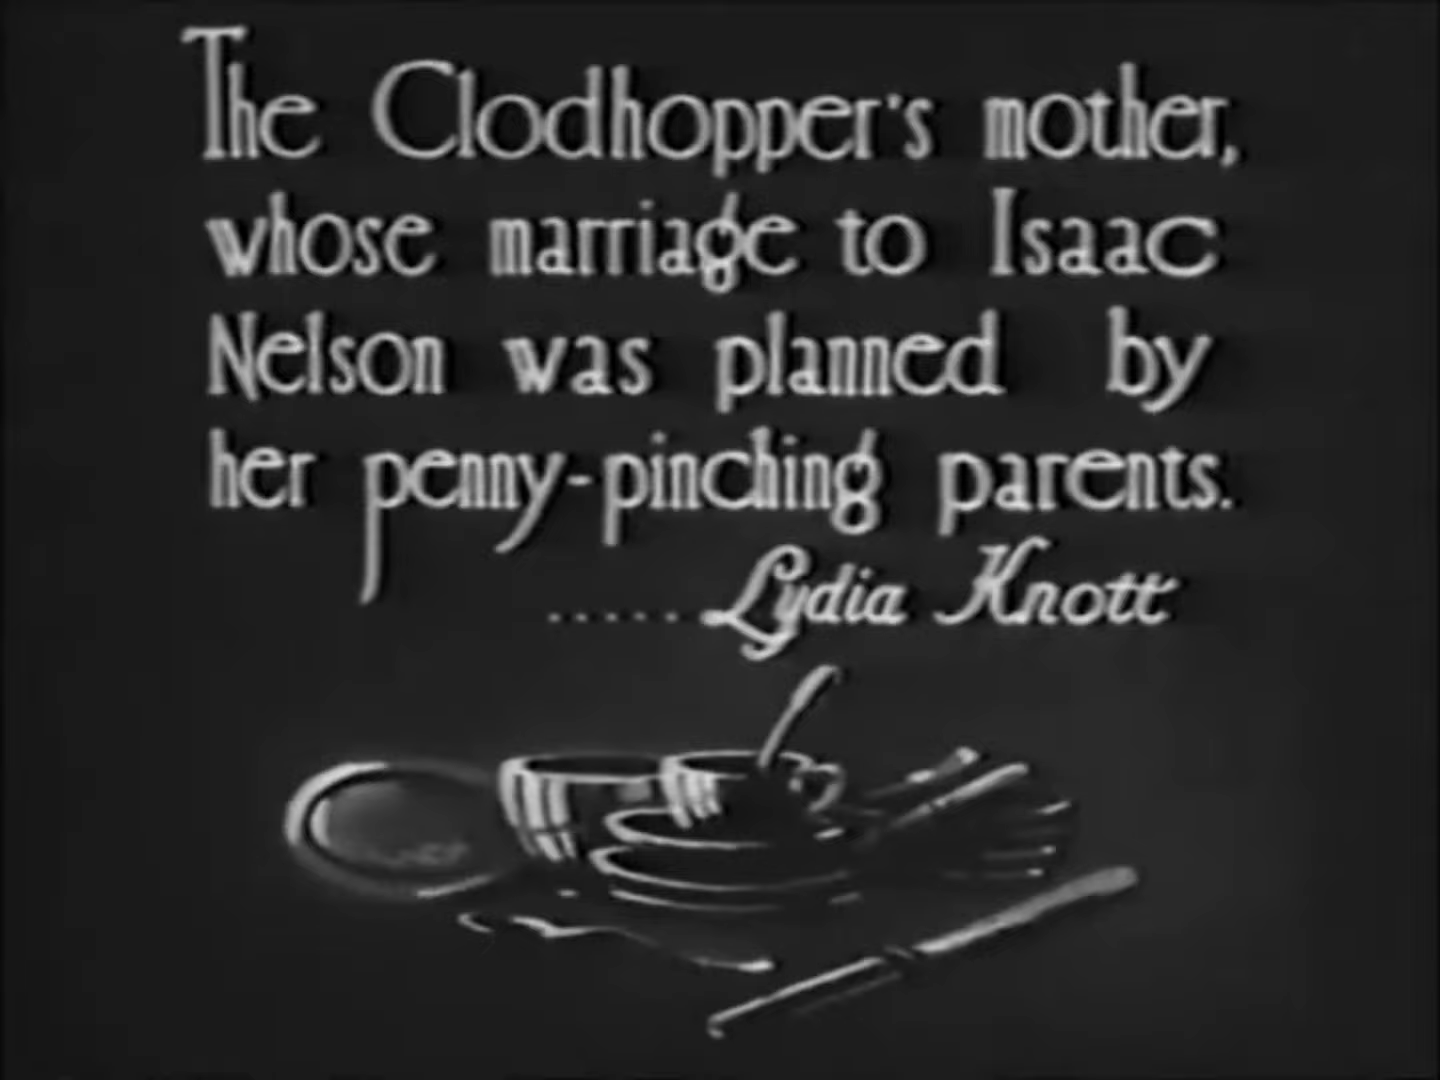 The Clodhopper's mother,
whose marriage to Isaac
Nelson was planned by
her penny-pinching parents.
......Lydia Knott